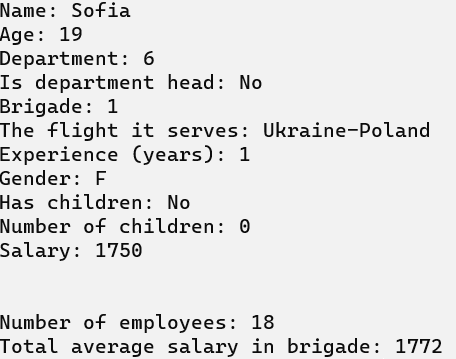 Name: Sofia
Age: 19
Department: 6
Is department head: No
Brigade: 1
The flight it serves: Ukraine-Poland
Experience (years): 1
Gender: F
Has children: No
Number of children: 0
Salary: 1750
Number of employees: 18
Total average salary in brigade: 1772